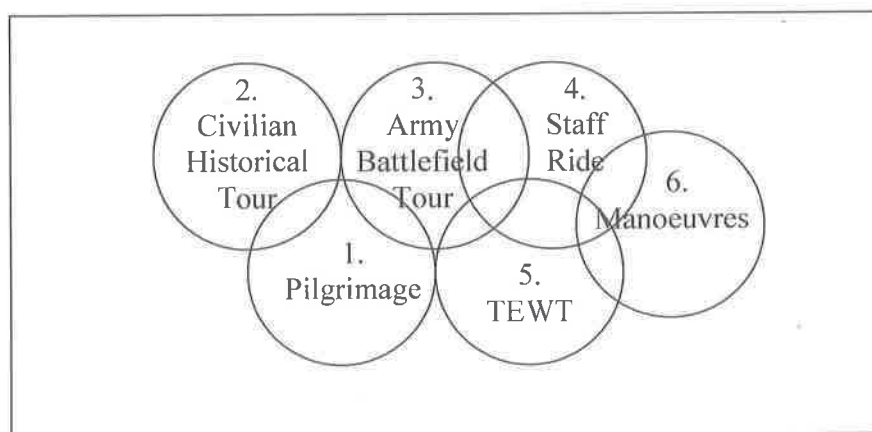 2.
Civilian
Historical
Tour
3.
Army
Battlefield
Tour
4.
Staff
Ride
6.
Manoeuvres
1.
Pilgrimage
5.
TEWT